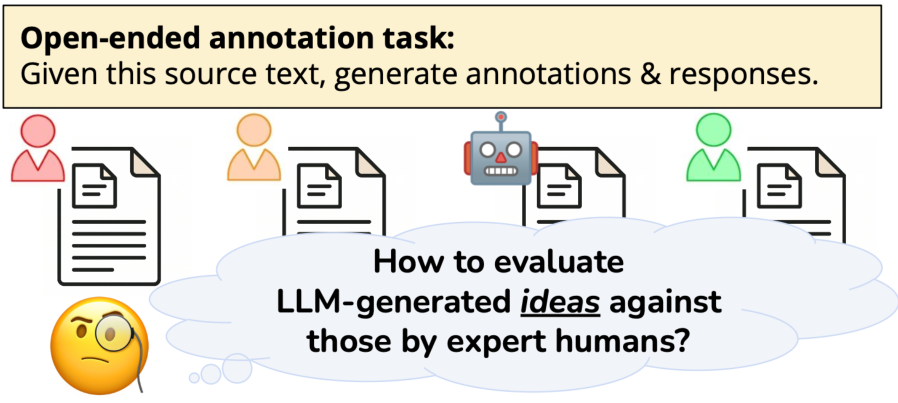 Open-ended annotation task:
Given this source text, generate annotations & responses.
How to evaluate
LLM-generated ideas against
those by expert humans?